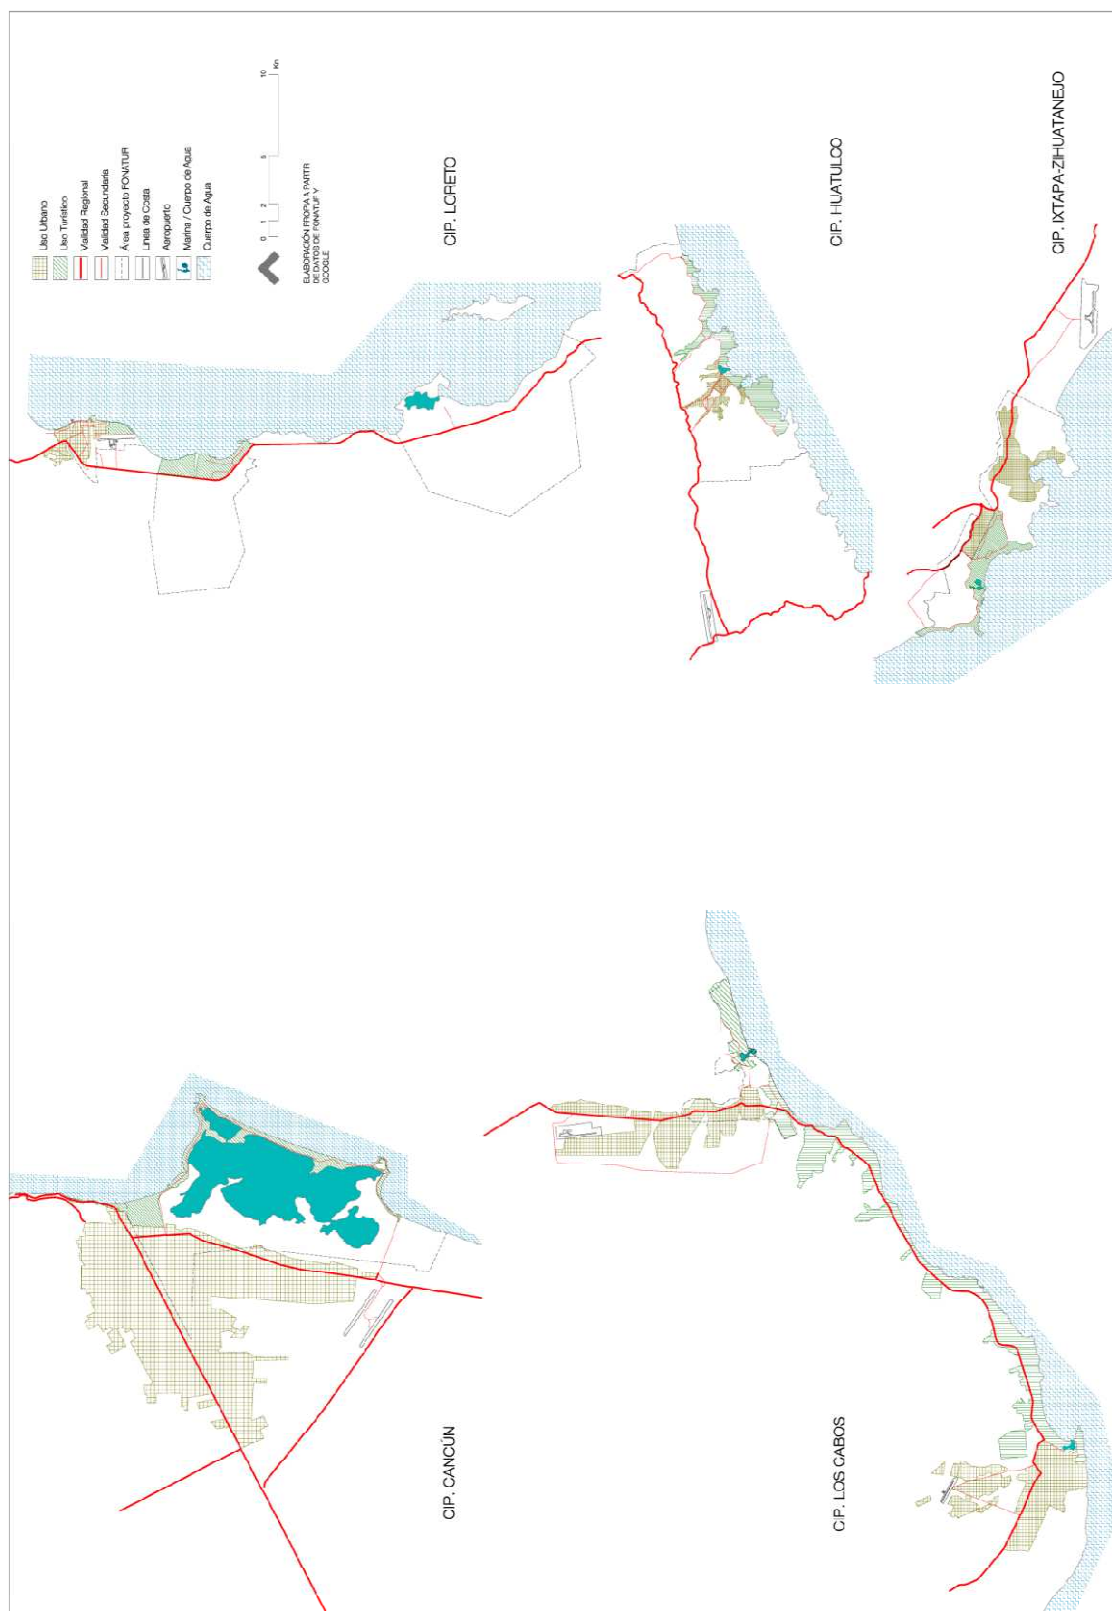 Uso Urbano
Uso Turístico
Vialidad Regional
Vialidad Secundaria
Área proyecto FONATUR
Línea de Costa
Aeropuerto
Marina / Cuerpo de Agua
Cuerpo de Agua
0 1 2 5 10
Km
ELABORACIÓN PROPIA A PARTIR
DE DATOS DE FONATUR Y
GOOGLE
CIP. LORETO
CIP. HUATULCO
CIP. IXTAPA-ZIHUATANEJO
CIP. CANCÚN
CIP. LOS CABOS